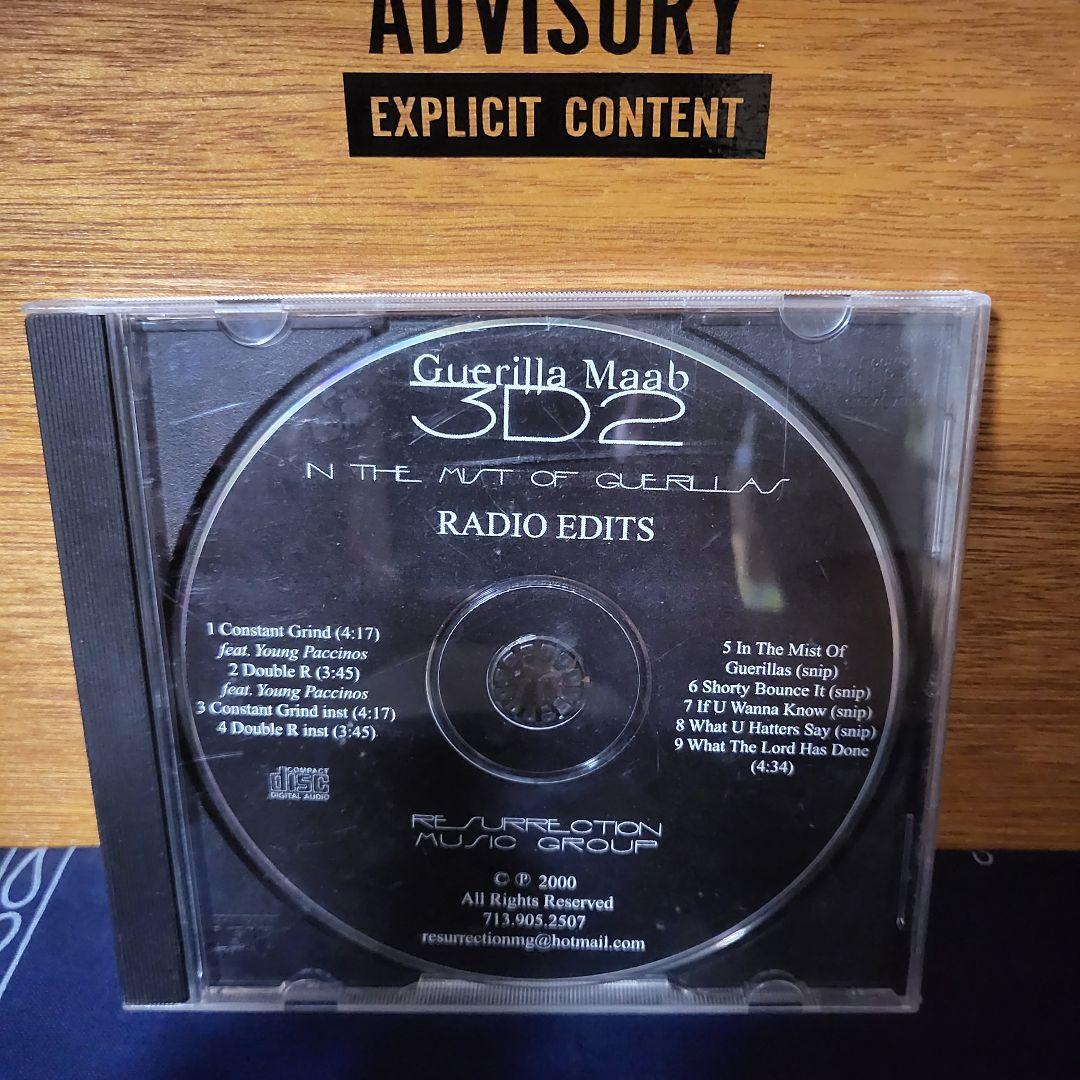 ADVISORY
EXPLICIT CONTENT
Guerilla Maab
3D2
IN THE MIST OF GUERILLAS
RADIO EDITS
1 Constant Grind (4:17)
feat. Young Paccinos
2 Double R (3:45)
feat. Young Paccinos
3 Constant Grind inst (4:17)
4 Double R inst (3:45)
5 In The Mist Of
Guerillas (snip)
6 Shorty Bounce It (snip)
7 If U Wanna Know (snip)
8 What U Hatters Say (snip)
9 What The Lord Has Done
(4:34)
COMPACT
disc
DIGITAL AUDIO
RESURRECTION
MUSIC GROUP
© ℗ 2000
All Rights Reserved
713.905.2507
resurrectionmg@hotmail.com